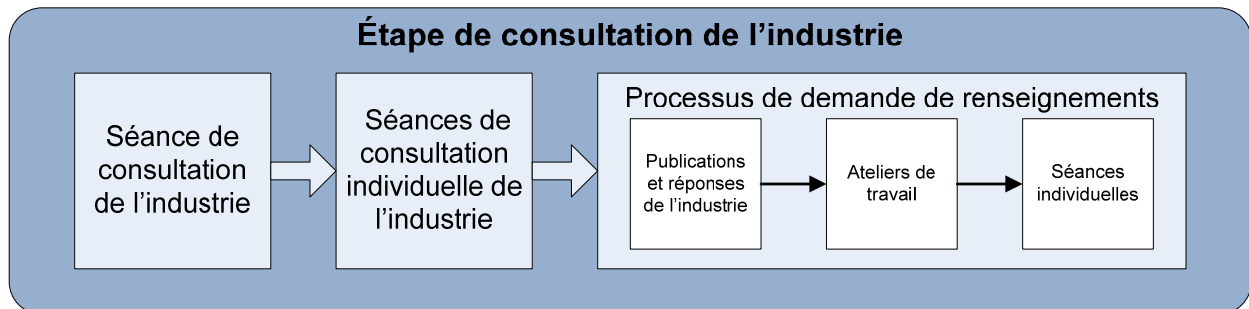 Étape de consultation de l’industrie
Séance de
consultation
de l’industrie
Séances de
consultation
individuelle de
l’industrie
Processus de demande de renseignements
Publications
et réponses
de l’industrie
Ateliers de
travail
Séances
individuelles